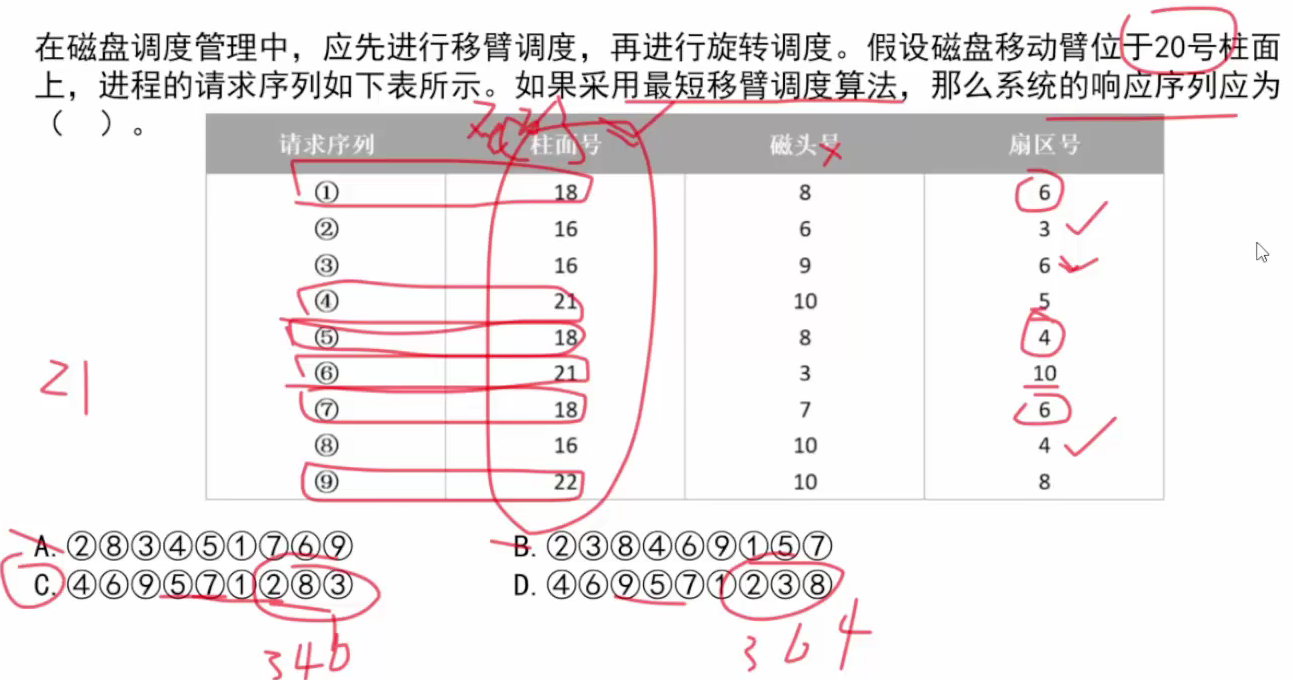 在磁盘调度管理中，应先进行移臂调度，再进行旋转调度。假设磁盘移动臂位于20号柱面
上，进程的请求序列如下表所示。如果采用最短移臂调度算法，那么系统的响应序列应为
（ ）。
请求序列 柱面号 磁头号 扇区号
① 18 8 6
② 16 6 3
③ 16 9 6
④ 21 10 5
⑤ 18 8 4
⑥ 21 3 10
⑦ 18 7 6
⑧ 16 10 4
⑨ 22 10 8
21
A. ②⑧③④⑤①⑦⑥⑨ B. ②③⑧④⑥⑨①⑤⑦
C. ④⑥⑨⑤⑦①②⑧③ D. ④⑥⑨⑤⑦①②③⑧
346 364